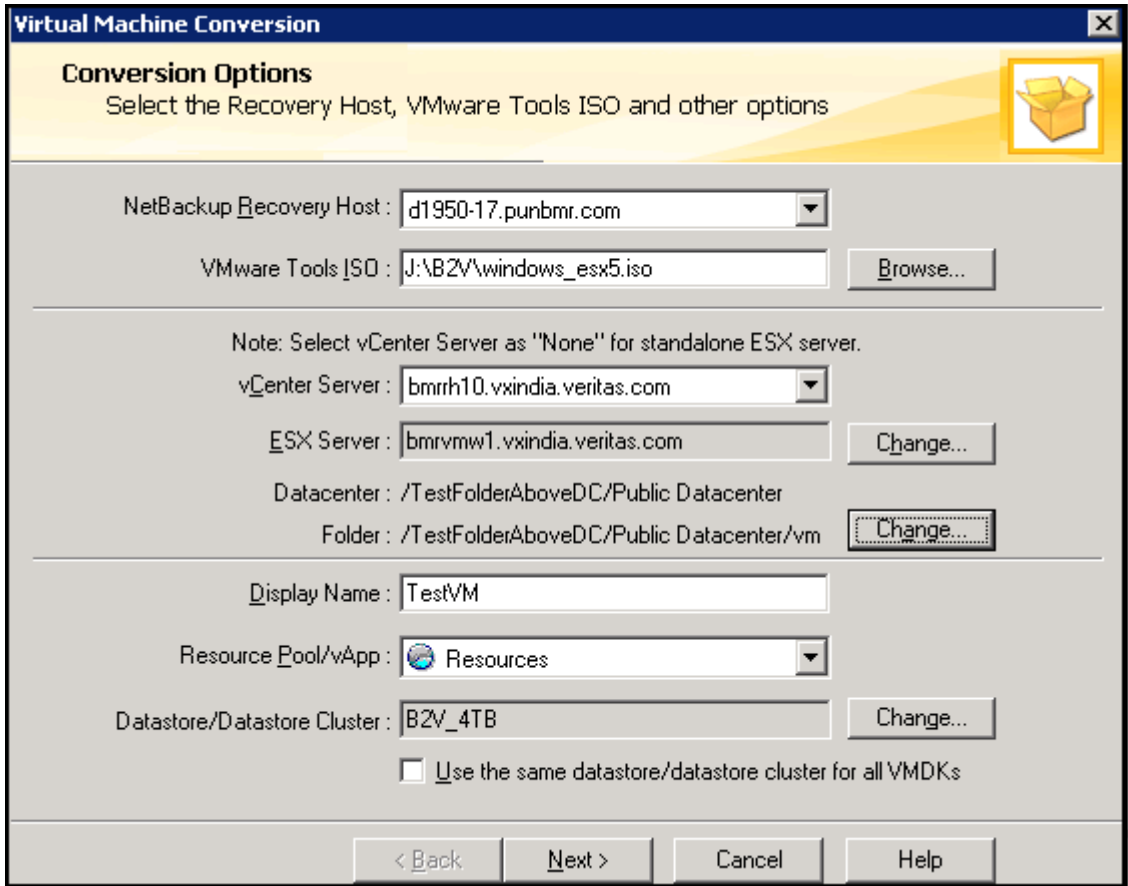 Virtual Machine Conversion
Conversion Options
Select the Recovery Host, VMware Tools ISO and other options
NetBackup Recovery Host : d1950-17.punbmr.com
VMware Tools ISO : J:\B2V\windows_esx5.iso Browse...
Note: Select vCenter Server as "None" for standalone ESX server.
vCenter Server : bmrrh10.vxindia.veritas.com
ESX Server : bmrvmw1.vxindia.veritas.com Change...
Datacenter : /TestFolderAboveDC/Public Datacenter
Folder : /TestFolderAboveDC/Public Datacenter/vm Change...
Display Name : TestVM
Resource Pool/vApp : Resources
Datastore/Datastore Cluster : B2V_4TB Change...
Use the same datastore/datastore cluster for all VMDKs
< Back Next > Cancel Help